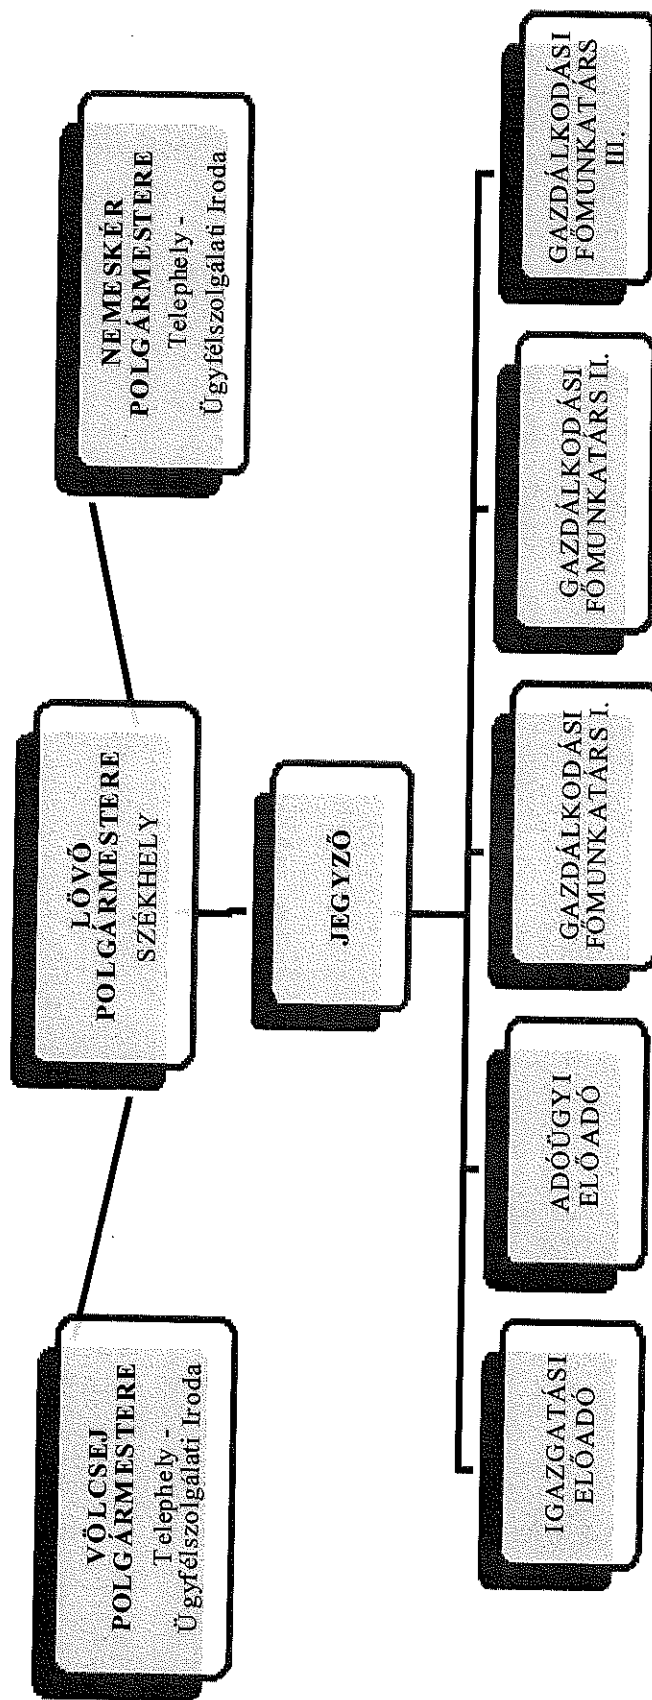 VÖLCSEJ
POLGÁRMESTERE
Telephely -
Ügyfélszolgálati Iroda
LÖVŐ
POLGÁRMESTERE
SZÉKHELY
NEMESKÉR
POLGÁRMESTERE
Telephely -
Ügyfélszolgálati Iroda
JEGYZŐ
IGAZGATÁSI
ELŐADÓ
ADÓÜGYI
ELŐADÓ
GAZDÁLKODÁSI
FŐMUNKATÁRS I.
GAZDÁLKODÁSI
FŐMUNKATÁRS II.
GAZDÁLKODÁSI
FŐMUNKATÁRS
III.